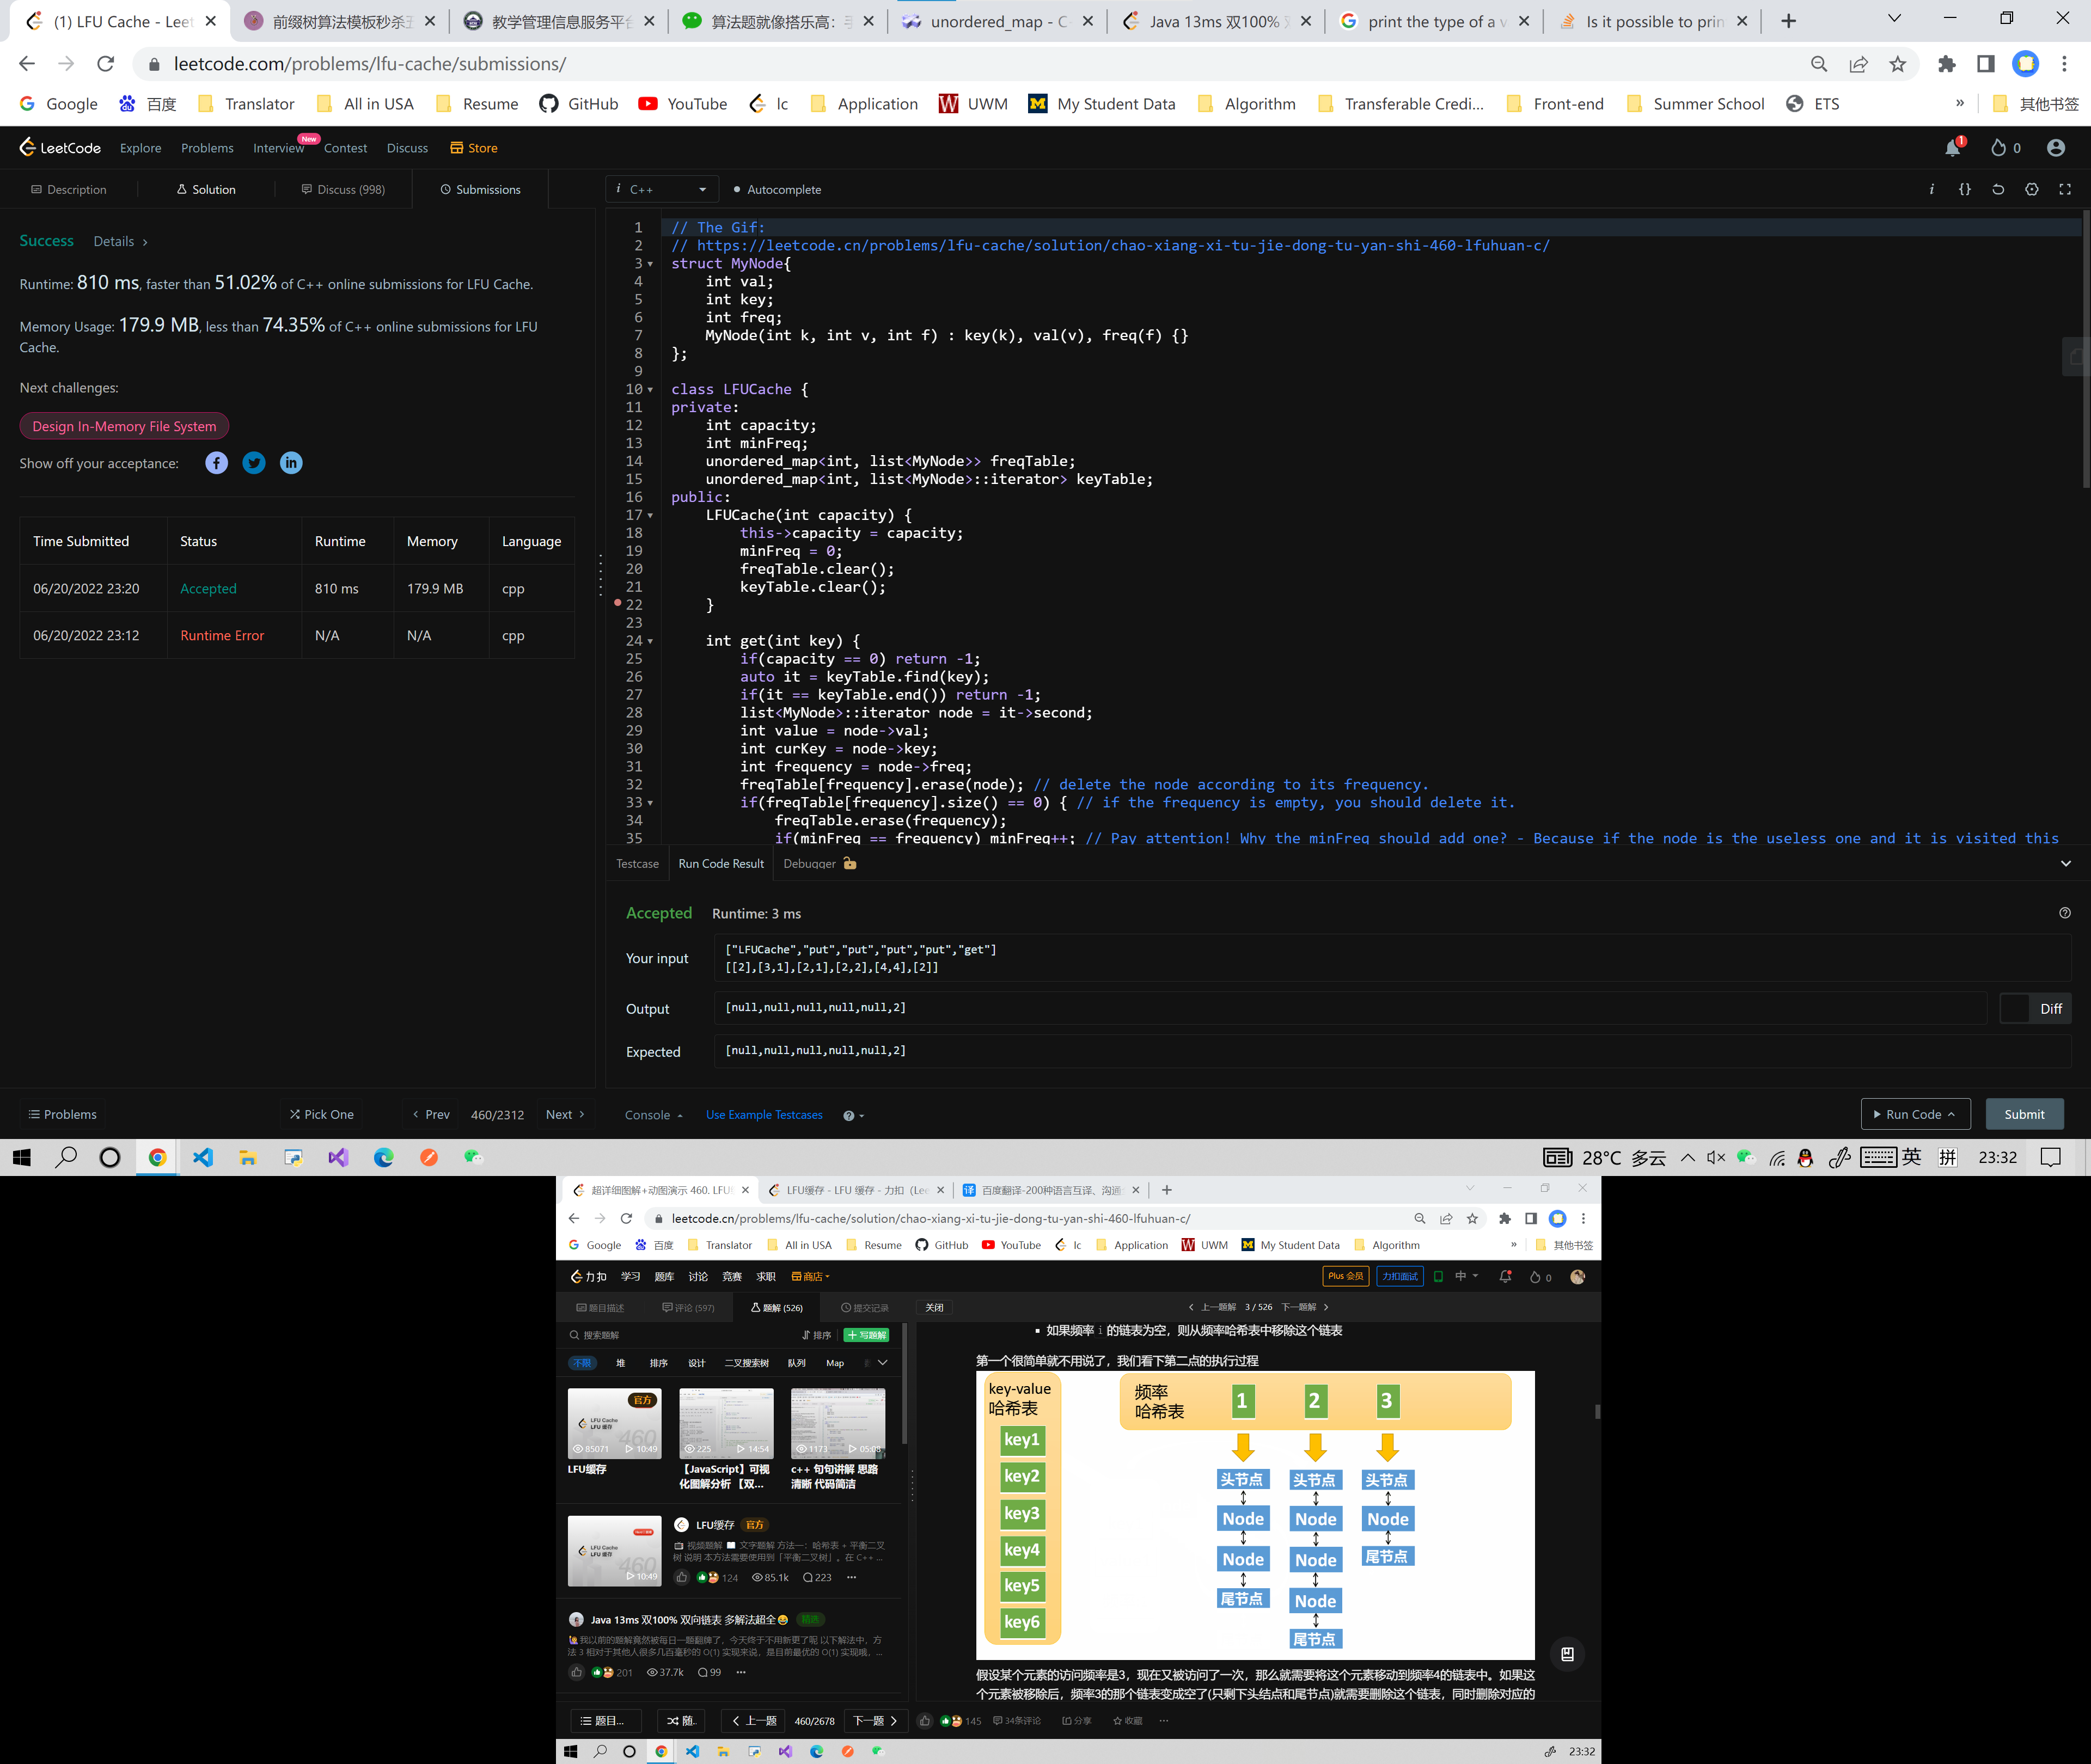 (1) LFU Cache - Leet
前缀树算法模板秒杀五
教学管理信息服务平台
算法题就像搭乐高：手
unordered_map - C
Java 13ms 双100%
print the type of a v
Is it possible to prin
leetcode.com/problems/lfu-cache/submissions/
Google 百度 Translator All in USA Resume GitHub YouTube lc Application UWM My Student Data Algorithm Transferable Credi... Front-end Summer School ETS » 其他书签
LeetCode Explore Problems Interview New Contest Discuss Store 1 0
Description Solution Discuss (998) Submissions
i C++ Autocomplete
Success Details >
Runtime: 810 ms, faster than 51.02% of C++ online submissions for LFU Cache.
Memory Usage: 179.9 MB, less than 74.35% of C++ online submissions for LFU
Cache.
Next challenges:
Design In-Memory File System
Show off your acceptance:
Time Submitted Status Runtime Memory Language
06/20/2022 23:20 Accepted 810 ms 179.9 MB cpp
06/20/2022 23:12 Runtime Error N/A N/A cpp
1 // The Gif:
2 // https://leetcode.cn/problems/lfu-cache/solution/chao-xiang-xi-tu-jie-dong-tu-yan-shi-460-lfuhuan-c/
3 struct MyNode{
4 int val;
5 int key;
6 int freq;
7 MyNode(int k, int v, int f) : key(k), val(v), freq(f) {}
8 };
9
10 class LFUCache {
11 private:
12 int capacity;
13 int minFreq;
14 unordered_map<int, list<MyNode>> freqTable;
15 unordered_map<int, list<MyNode>::iterator> keyTable;
16 public:
17 LFUCache(int capacity) {
18 this->capacity = capacity;
19 minFreq = 0;
20 freqTable.clear();
21 keyTable.clear();
22 }
23
24 int get(int key) {
25 if(capacity == 0) return -1;
26 auto it = keyTable.find(key);
27 if(it == keyTable.end()) return -1;
28 list<MyNode>::iterator node = it->second;
29 int value = node->val;
30 int curKey = node->key;
31 int frequency = node->freq;
32 freqTable[frequency].erase(node); // delete the node according to its frequency.
33 if(freqTable[frequency].size() == 0) { // if the frequency is empty, you should delete it.
34 freqTable.erase(frequency);
35 if(minFreq == frequency) minFreq++; // Pay attention! Why the minFreq should add one? - Because if the node is the useless one and it is visited this
Testcase Run Code Result Debugger
Accepted Runtime: 3 ms
Your input
["LFUCache","put","put","put","put","get"]
[[2],[3,1],[2,1],[2,2],[4,4],[2]]
Output [null,null,null,null,null,2] Diff
Expected [null,null,null,null,null,2]
Problems Pick One Prev 460/2312 Next Console Use Example Testcases Run Code Submit
28°C 多云 英 拼 23:32
超详细图解+动图演示 460. LFU
LFU缓存 - LFU 缓存 - 力扣（Lee
百度翻译-200种语言互译、沟通
leetcode.cn/problems/lfu-cache/solution/chao-xiang-xi-tu-jie-dong-tu-yan-shi-460-lfuhuan-c/
Google 百度 Translator All in USA Resume GitHub YouTube lc Application UWM My Student Data Algorithm » 其他书签
力扣 学习 题库 讨论 竞赛 求职 商店 Plus 会员 力扣面试 中 0
题目描述 评论 (597) 题解 (526) 提交记录 关闭 上一题解 3 / 526 下一题解
搜索题解 排序 写题解
不限 堆 排序 设计 二叉搜索树 队列 Map
官方
LFU Cache
LFU 缓存
460
85071 10:49
225 14:54
1173 05:08
LFU缓存
【JavaScript】可视
化图解分析 【双...
c++ 句句讲解 思路
清晰 代码简洁
LFU Cache
LFU 缓存
460
10:49
LFU缓存 官方
视频题解 文字题解 方法一：哈希表 + 平衡二叉
树 说明 本方法需要使用到「平衡二叉树」。在 C++ ...
124 85.1k 223 ...
Java 13ms 双100% 双向链表 多解法超全 精选
我以前的题解竟然被每日一题翻牌了，今天终于不用新更了呢 以下解法中，方
法 3 相对于其他人很多几百毫秒的 O(1) 实现来说，是目前最优的 O(1) 实现哦，...
201 37.7k 99 ...
如果频率 i 的链表为空，则从频率哈希表中移除这个链表
第一个很简单就不用说了，我们看下第二点的执行过程
key-value
哈希表
key1
key2
key3
key4
key5
key6
频率
哈希表
1 2 3
头节点 头节点 头节点
Node Node Node
Node Node 尾节点
尾节点 Node
尾节点
假设某个元素的访问频率是3，现在又被访问了一次，那么就需要将这个元素移动到频率4的链表中。如果这
个元素被移除后，频率3的那个链表变成空了(只剩下头结点和尾节点)就需要删除这个链表，同时删除对应的
题目... 随.. 上一题 460/2678 下一题 145 34条评论 分享 收藏 ...
23:32